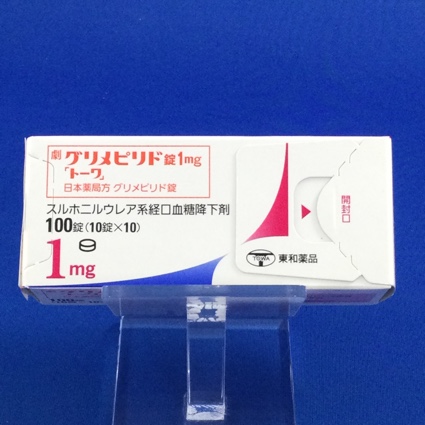 劇 グリメピリド錠1mg
「トーワ」
日本薬局方 グリメピリド錠
スルホニルウレア系経口血糖降下剤
100錠(10錠×10)
1mg
開封口
TOWA 東和薬品